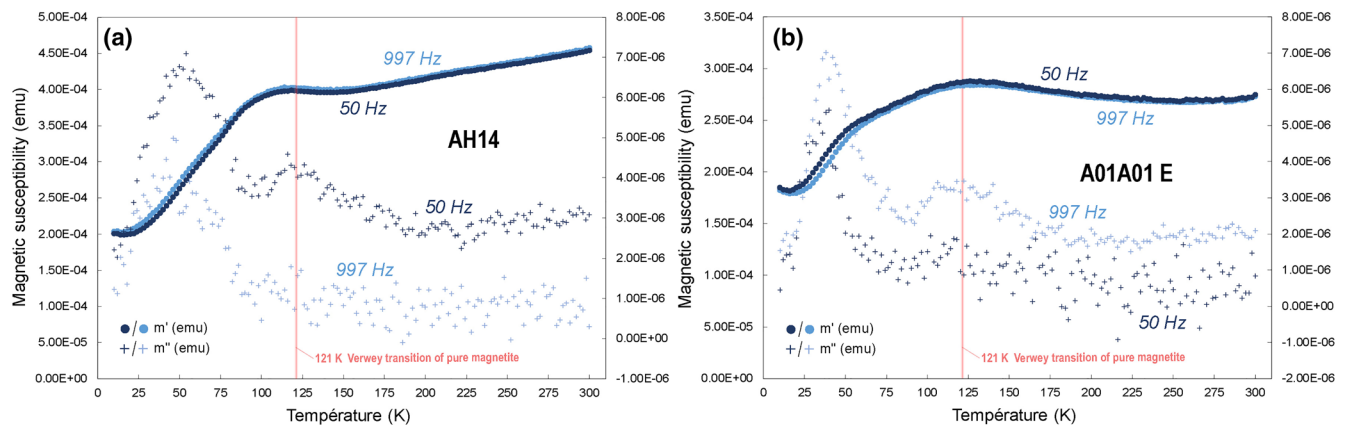 (a)
Magnetic susceptibility (emu)
5.00E-04
4.50E-04
4.00E-04
3.50E-04
3.00E-04
2.50E-04
2.00E-04
1.50E-04
1.00E-04
5.00E-05
0.00E+00
8.00E-06
7.00E-06
6.00E-06
5.00E-06
4.00E-06
3.00E-06
2.00E-06
1.00E-06
0.00E+00
-1.00E-06
997 Hz
50 Hz
AH14
50 Hz
997 Hz
/ m' (emu)
/ m'' (emu)
121 K Verwey transition of pure magnetite
0 25 50 75 100 125 150 175 200 225 250 275 300
Température (K)
(b)
Magnetic susceptibility (emu)
3.50E-04
3.00E-04
2.50E-04
2.00E-04
1.50E-04
1.00E-04
5.00E-05
0.00E+00
8.00E-06
7.00E-06
6.00E-06
5.00E-06
4.00E-06
3.00E-06
2.00E-06
1.00E-06
0.00E+00
-1.00E-06
-2.00E-06
50 Hz
997 Hz
A01A01 E
997 Hz
50 Hz
/ m' (emu)
/ m'' (emu)
121 K Verwey transition of pure magnetite
0 25 50 75 100 125 150 175 200 225 250 275 300
Température (K)